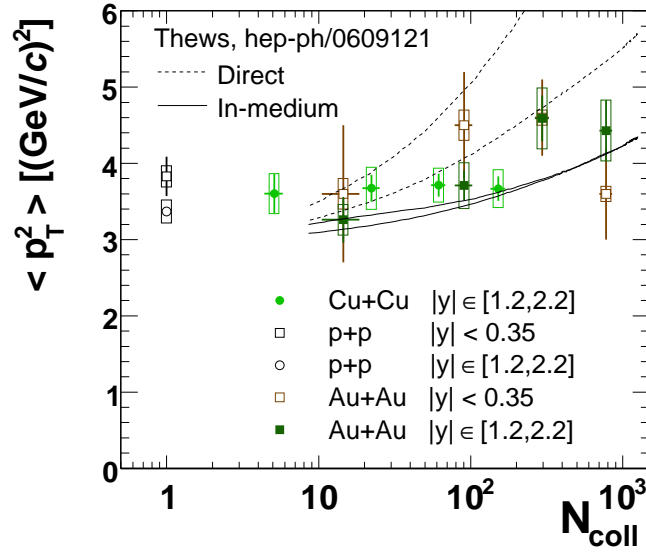 Thews, hep-ph/0609121
Direct
In-medium
< p_T^2 > [(GeV/c)^2]
6
5
4
3
2
1
0
Cu+Cu |y| ∈ [1.2,2.2]
p+p |y| < 0.35
p+p |y| ∈ [1.2,2.2]
Au+Au |y| < 0.35
Au+Au |y| ∈ [1.2,2.2]
1 10 10^2 10^3
N_coll